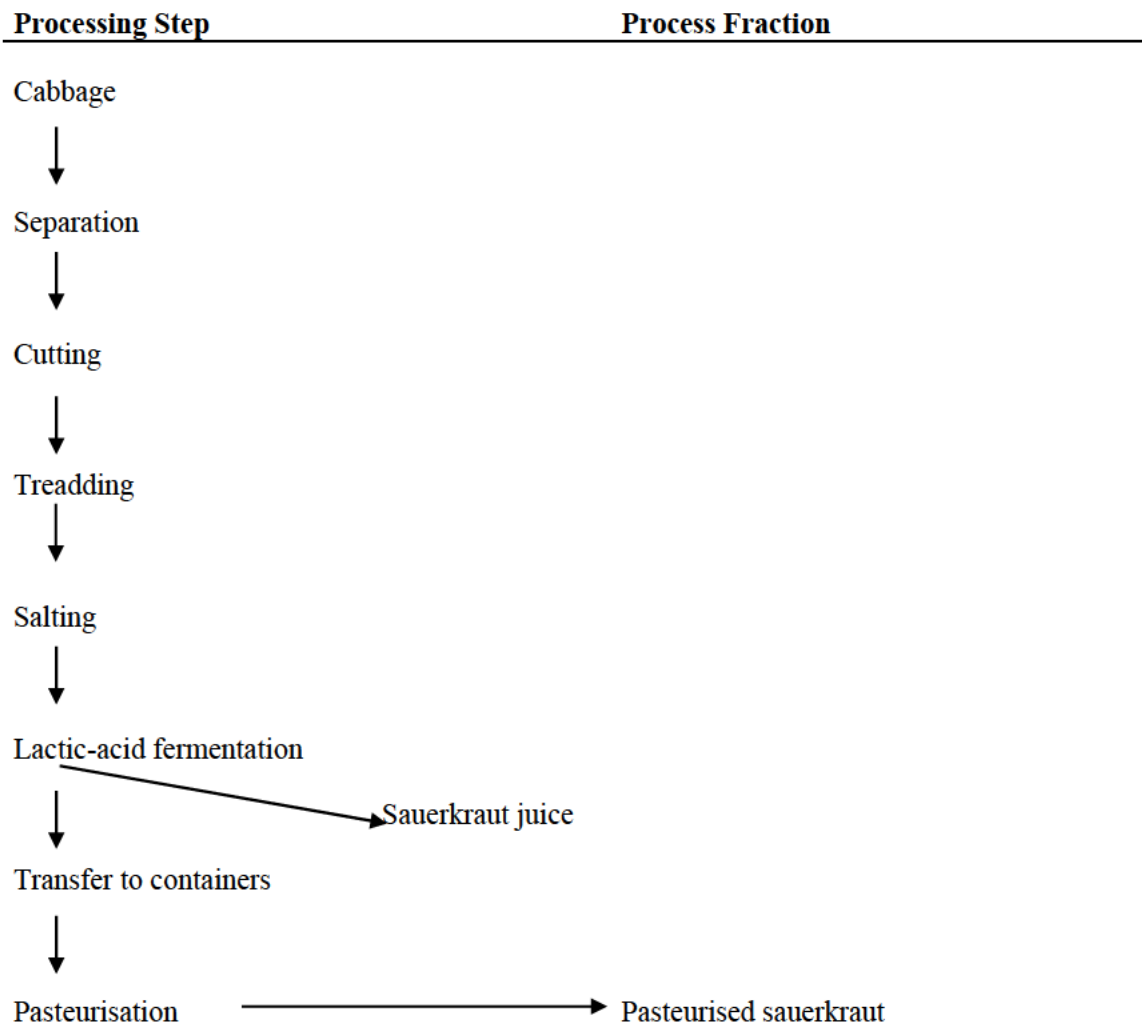 Processing Step Process Fraction
Cabbage
Separation
Cutting
Treadding
Salting
Lactic-acid fermentation
Sauerkraut juice
Transfer to containers
Pasteurisation Pasteurised sauerkraut